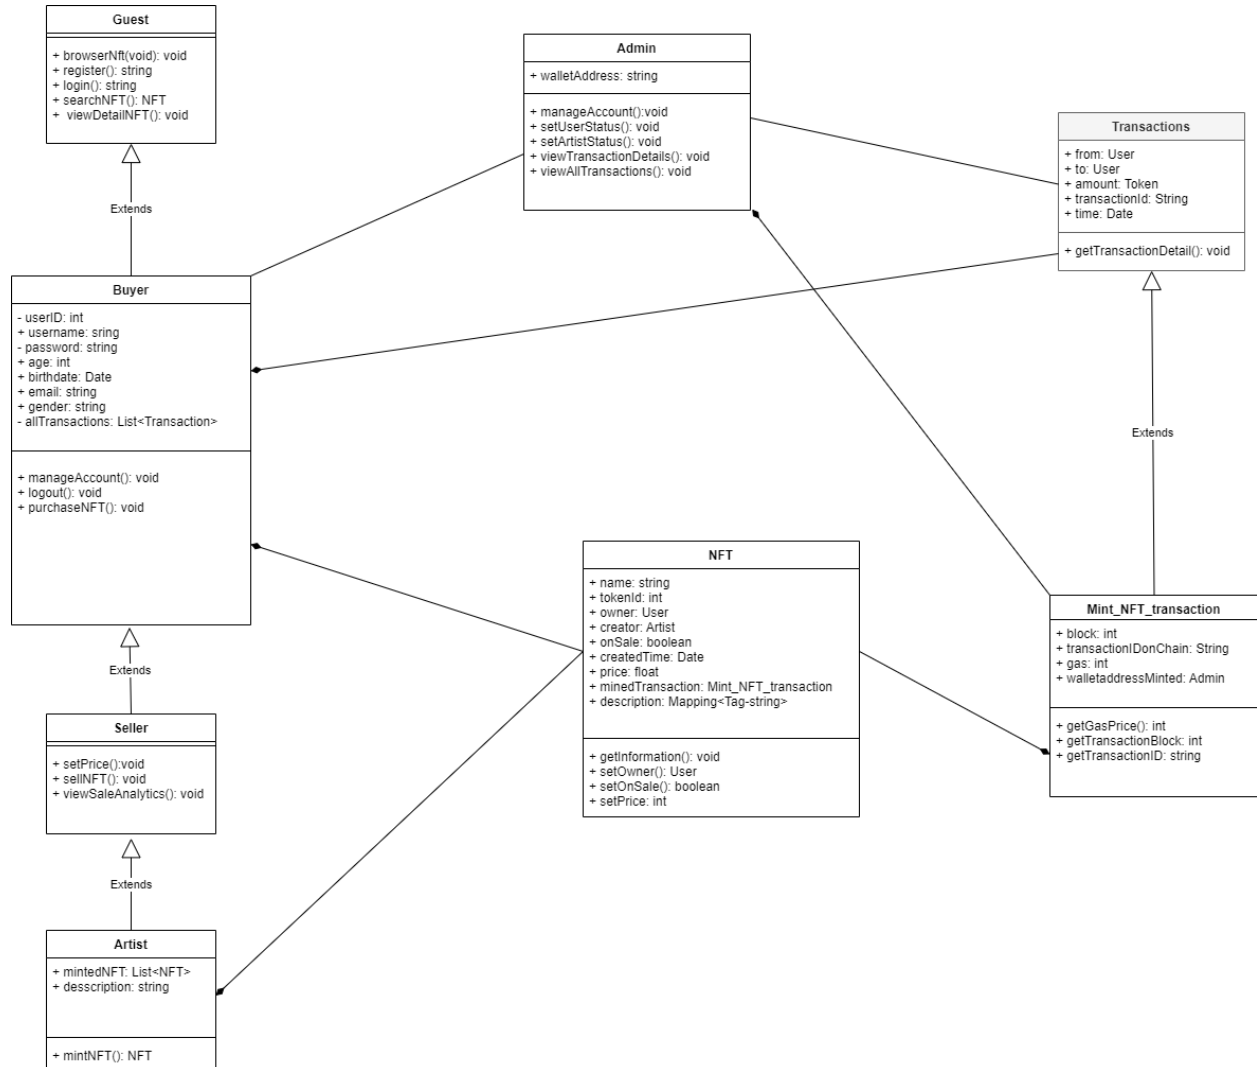 Guest
+ browserNft(void): void
+ register(): string
+ login(): string
+ searchNFT(): NFT
+ viewDetailNFT(): void
Extends
Buyer
- userID: int
+ username: sring
- password: string
+ age: int
+ birthdate: Date
+ email: string
+ gender: string
- allTransactions: List<Transaction>
+ manageAccount(): void
+ logout(): void
+ purchaseNFT(): void
Extends
Seller
+ setPrice():void
+ sellNFT(): void
+ viewSaleAnalytics(): void
Extends
Artist
+ mintedNFT: List<NFT>
+ desscription: string
+ mintNFT(): NFT
Admin
+ walletAddress: string
+ manageAccount():void
+ setUserStatus(): void
+ setArtistStatus(): void
+ viewTransactionDetails(): void
+ viewAllTransactions(): void
NFT
+ name: string
+ tokenId: int
+ owner: User
+ creator: Artist
+ onSale: boolean
+ createdTime: Date
+ price: float
+ minedTransaction: Mint_NFT_transaction
+ description: Mapping<Tag-string>
+ getInformation(): void
+ setOwner(): User
+ setOnSale(): boolean
+ setPrice: int
Transactions
+ from: User
+ to: User
+ amount: Token
+ transactionId: String
+ time: Date
+ getTransactionDetail(): void
Extends
Mint_NFT_transaction
+ block: int
+ transactionIDonChain: String
+ gas: int
+ walletaddressMinted: Admin
+ getGasPrice(): int
+ getTransactionBlock: int
+ getTransactionID: string